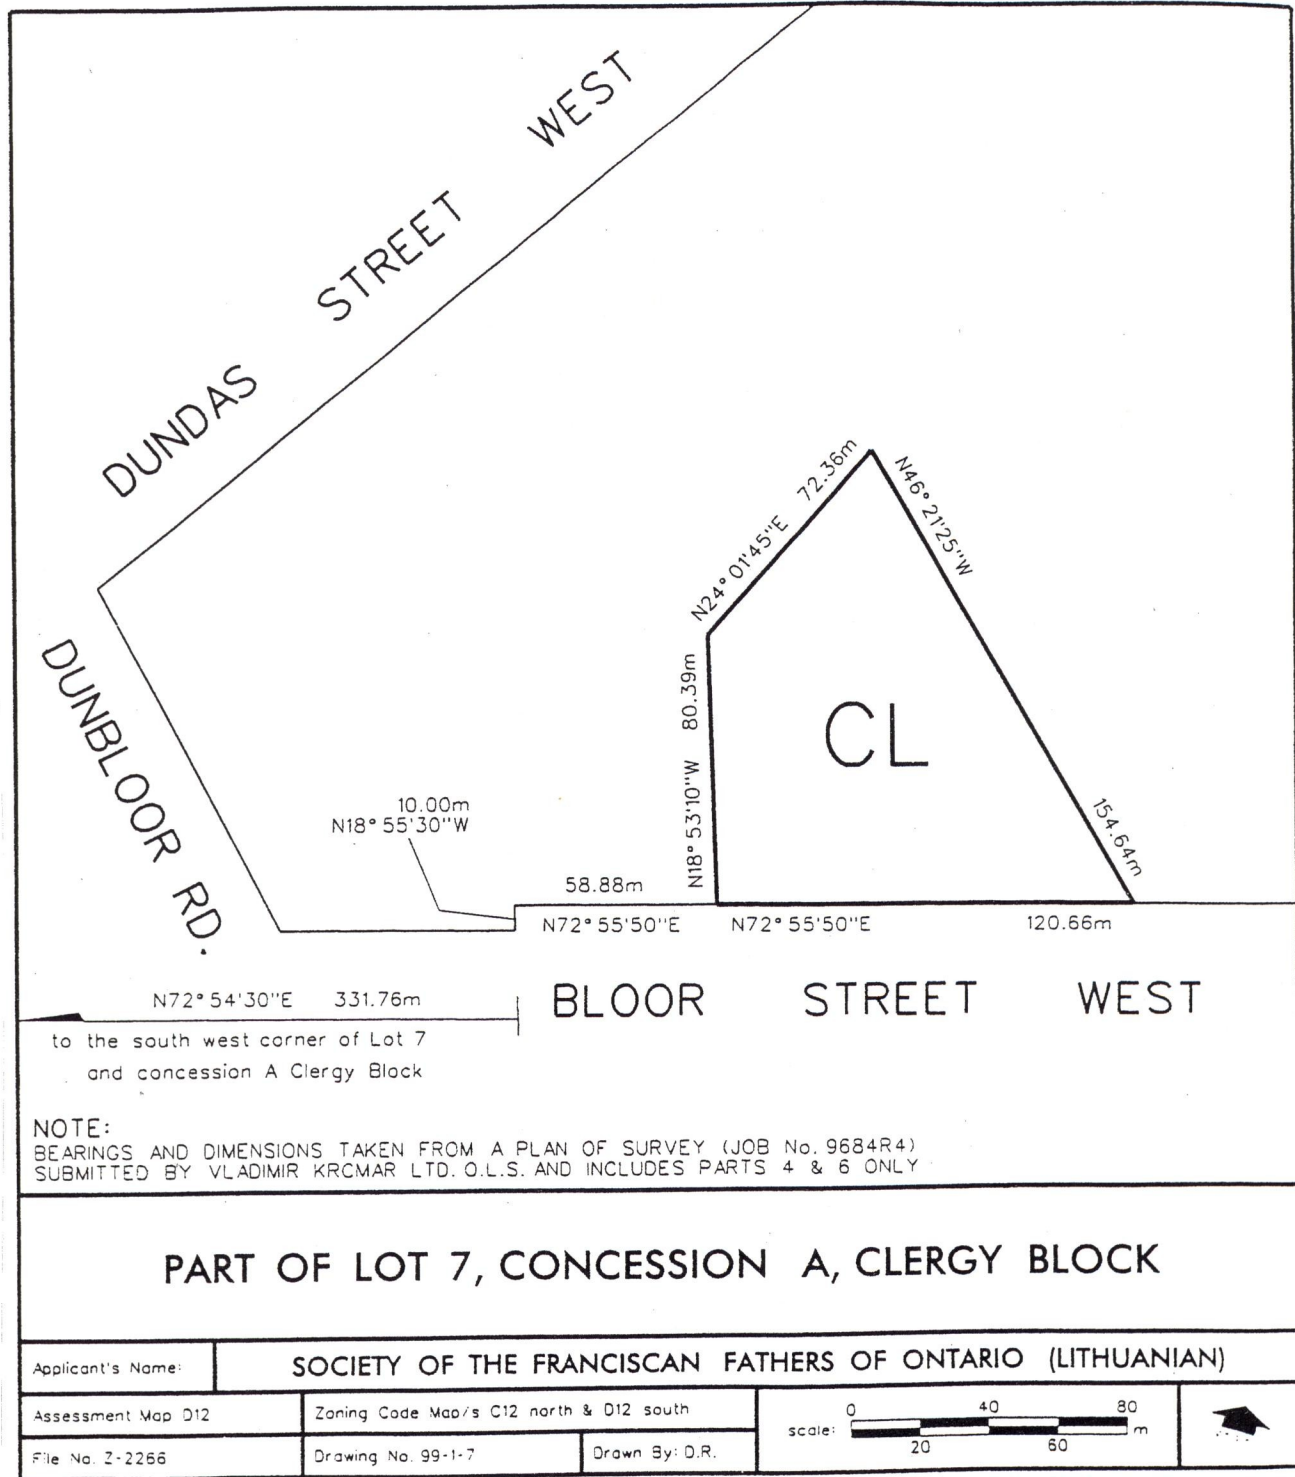 DUNDAS STREET WEST
DUNBLOOR RD.
N24° 01'45"E 72.36m
N46° 21'25"W
154.64m
N18° 53'10"W 80.39m
CL
10.00m
N18° 55'30"W
58.88m
N72° 55'50"E
N72° 55'50"E 120.66m
N72° 54'30"E 331.76m
BLOOR STREET WEST
to the south west corner of Lot 7
and concession A Clergy Block
NOTE:
BEARINGS AND DIMENSIONS TAKEN FROM A PLAN OF SURVEY (JOB No. 9684R4)
SUBMITTED BY VLADIMIR KRCMAR LTD. O.L.S. AND INCLUDES PARTS 4 & 6 ONLY
PART OF LOT 7, CONCESSION A, CLERGY BLOCK
Applicant's Name: SOCIETY OF THE FRANCISCAN FATHERS OF ONTARIO (LITHUANIAN)
Assessment Map D12
Zoning Code Map/s C12 north & D12 south
File No. Z-2266
Drawing No. 99-1-7
Drawn By: D.R.
0 40 80
scale: m
20 60